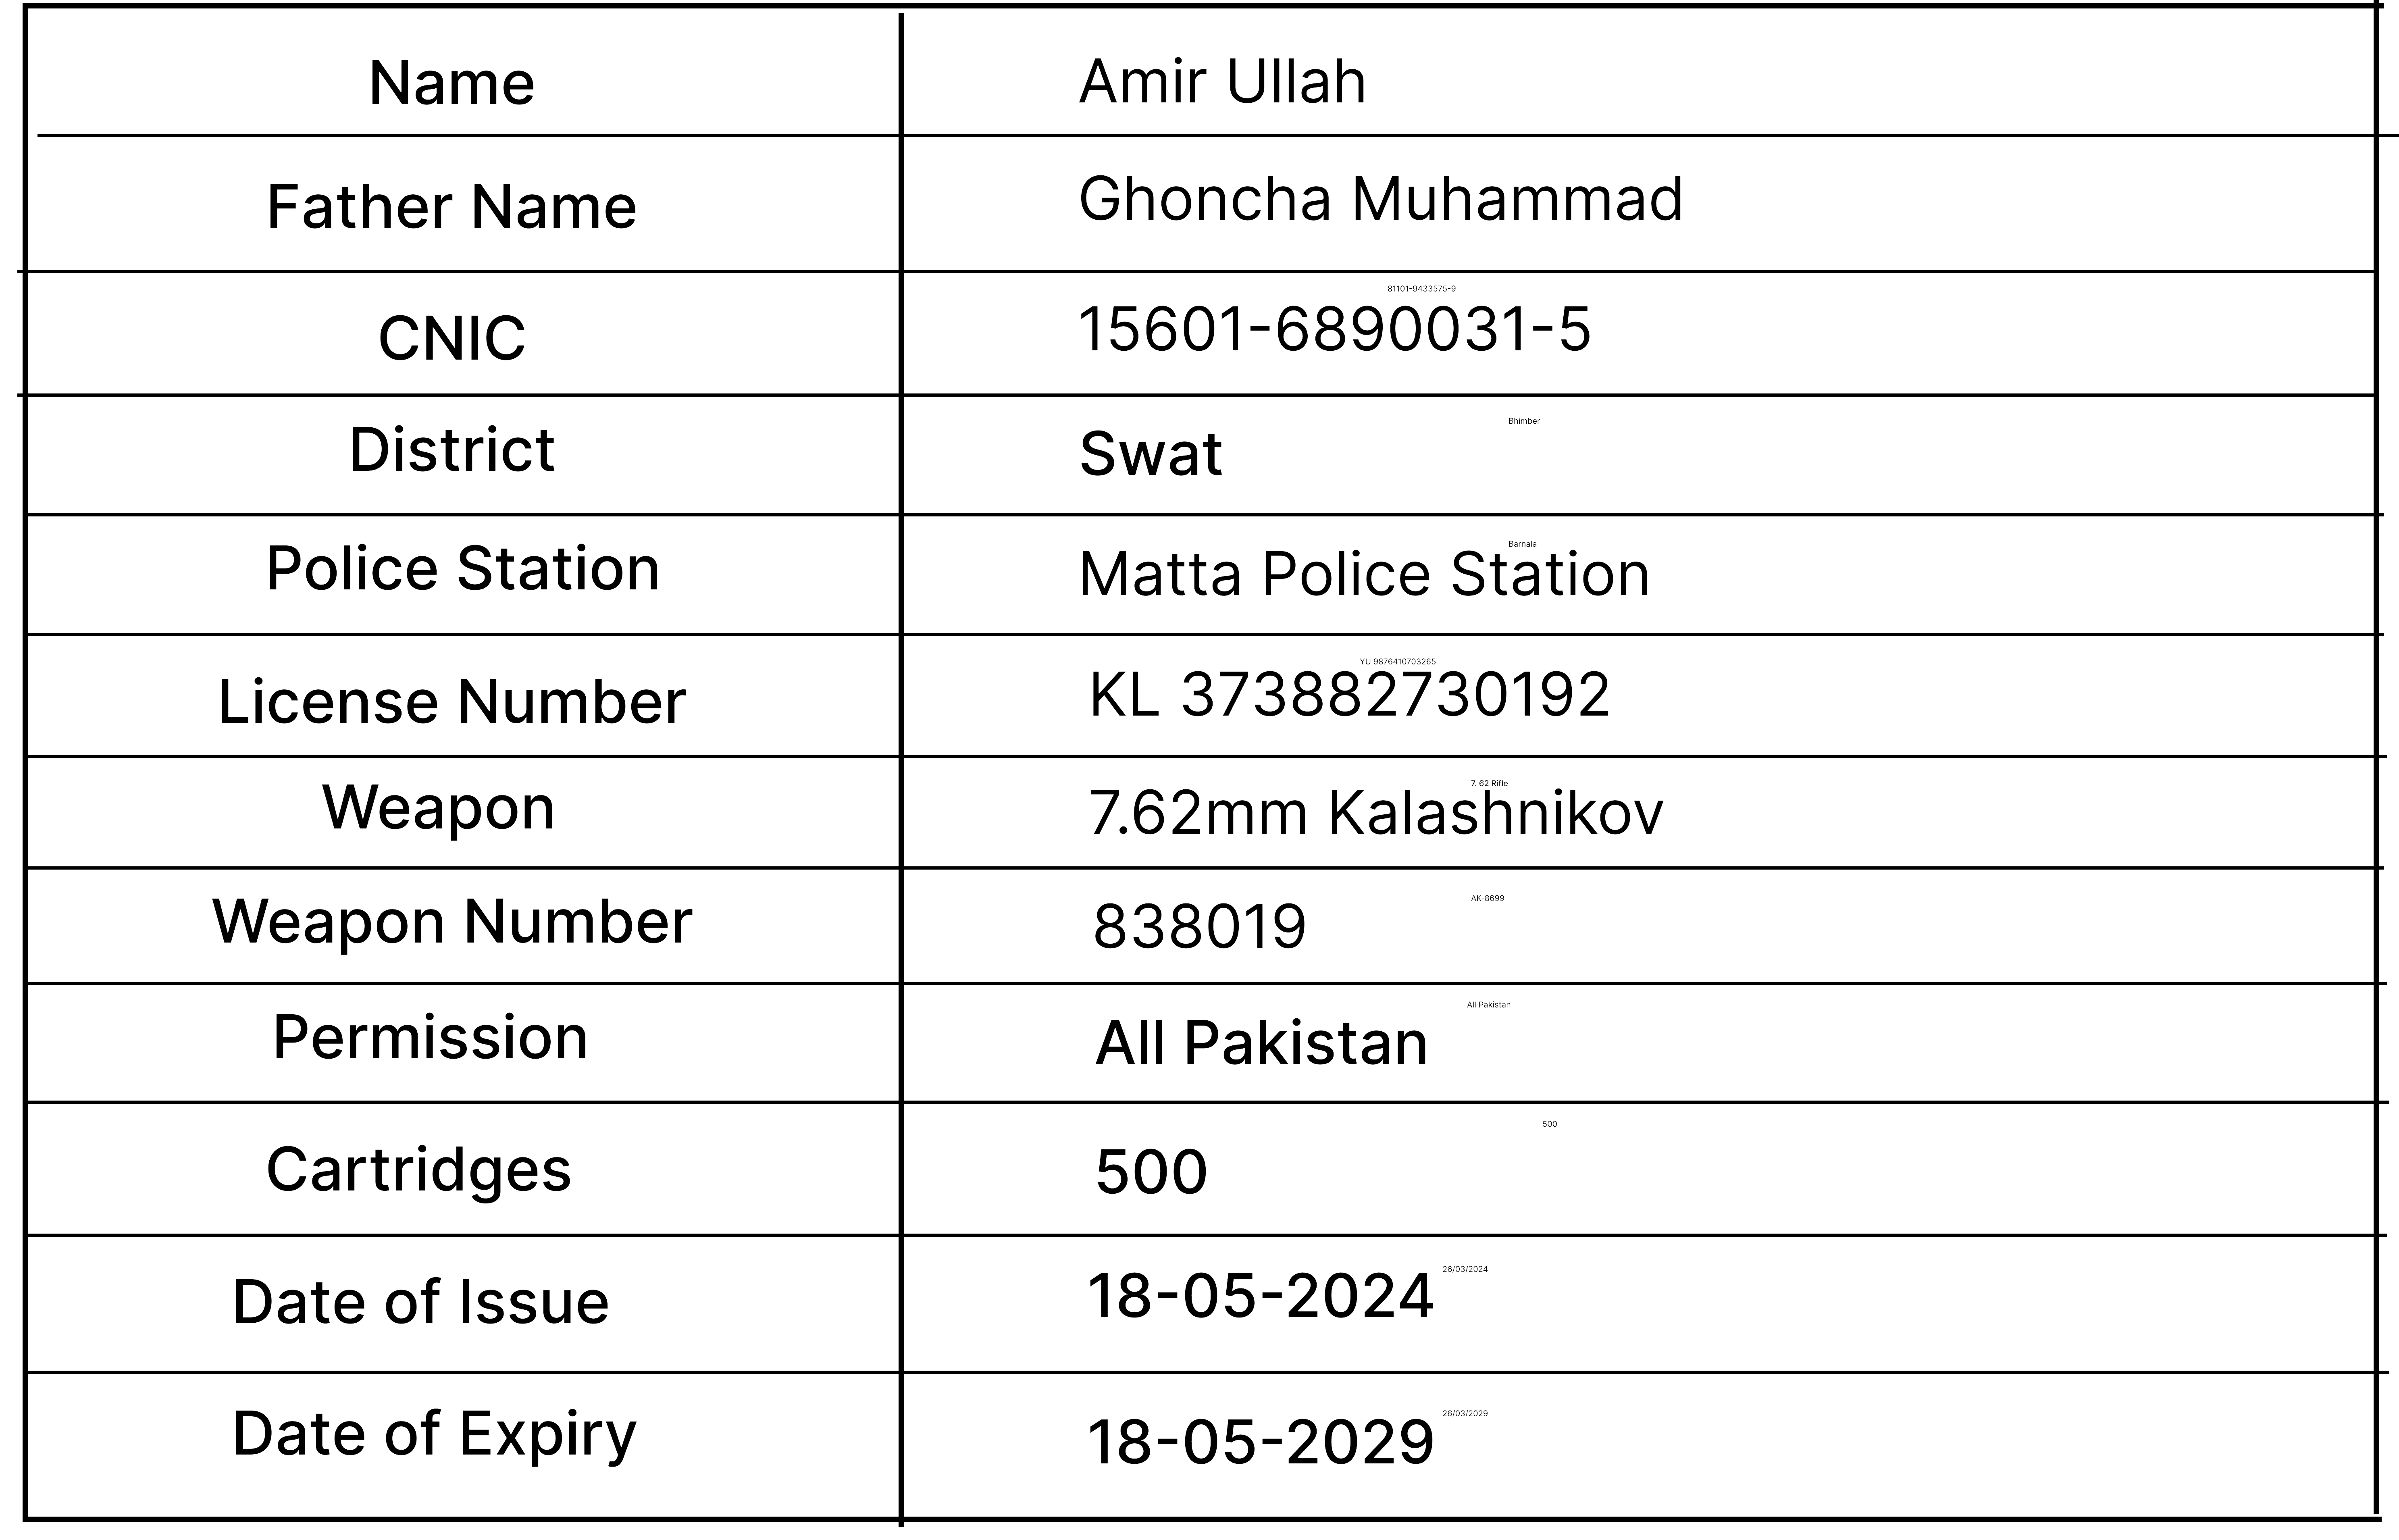 Name Amir Ullah
Father Name Ghoncha Muhammad
81101-9433575-9
CNIC 15601-6890031-5
Bhimber
District Swat
Barnala
Police Station Matta Police Station
YU 9876410703265
License Number KL 373882730192
7. 62 Rifle
Weapon 7.62mm Kalashnikov
AK-8699
Weapon Number 838019
All Pakistan
Permission All Pakistan
500
Cartridges 500
26/03/2024
Date of Issue 18-05-2024
26/03/2029
Date of Expiry 18-05-2029